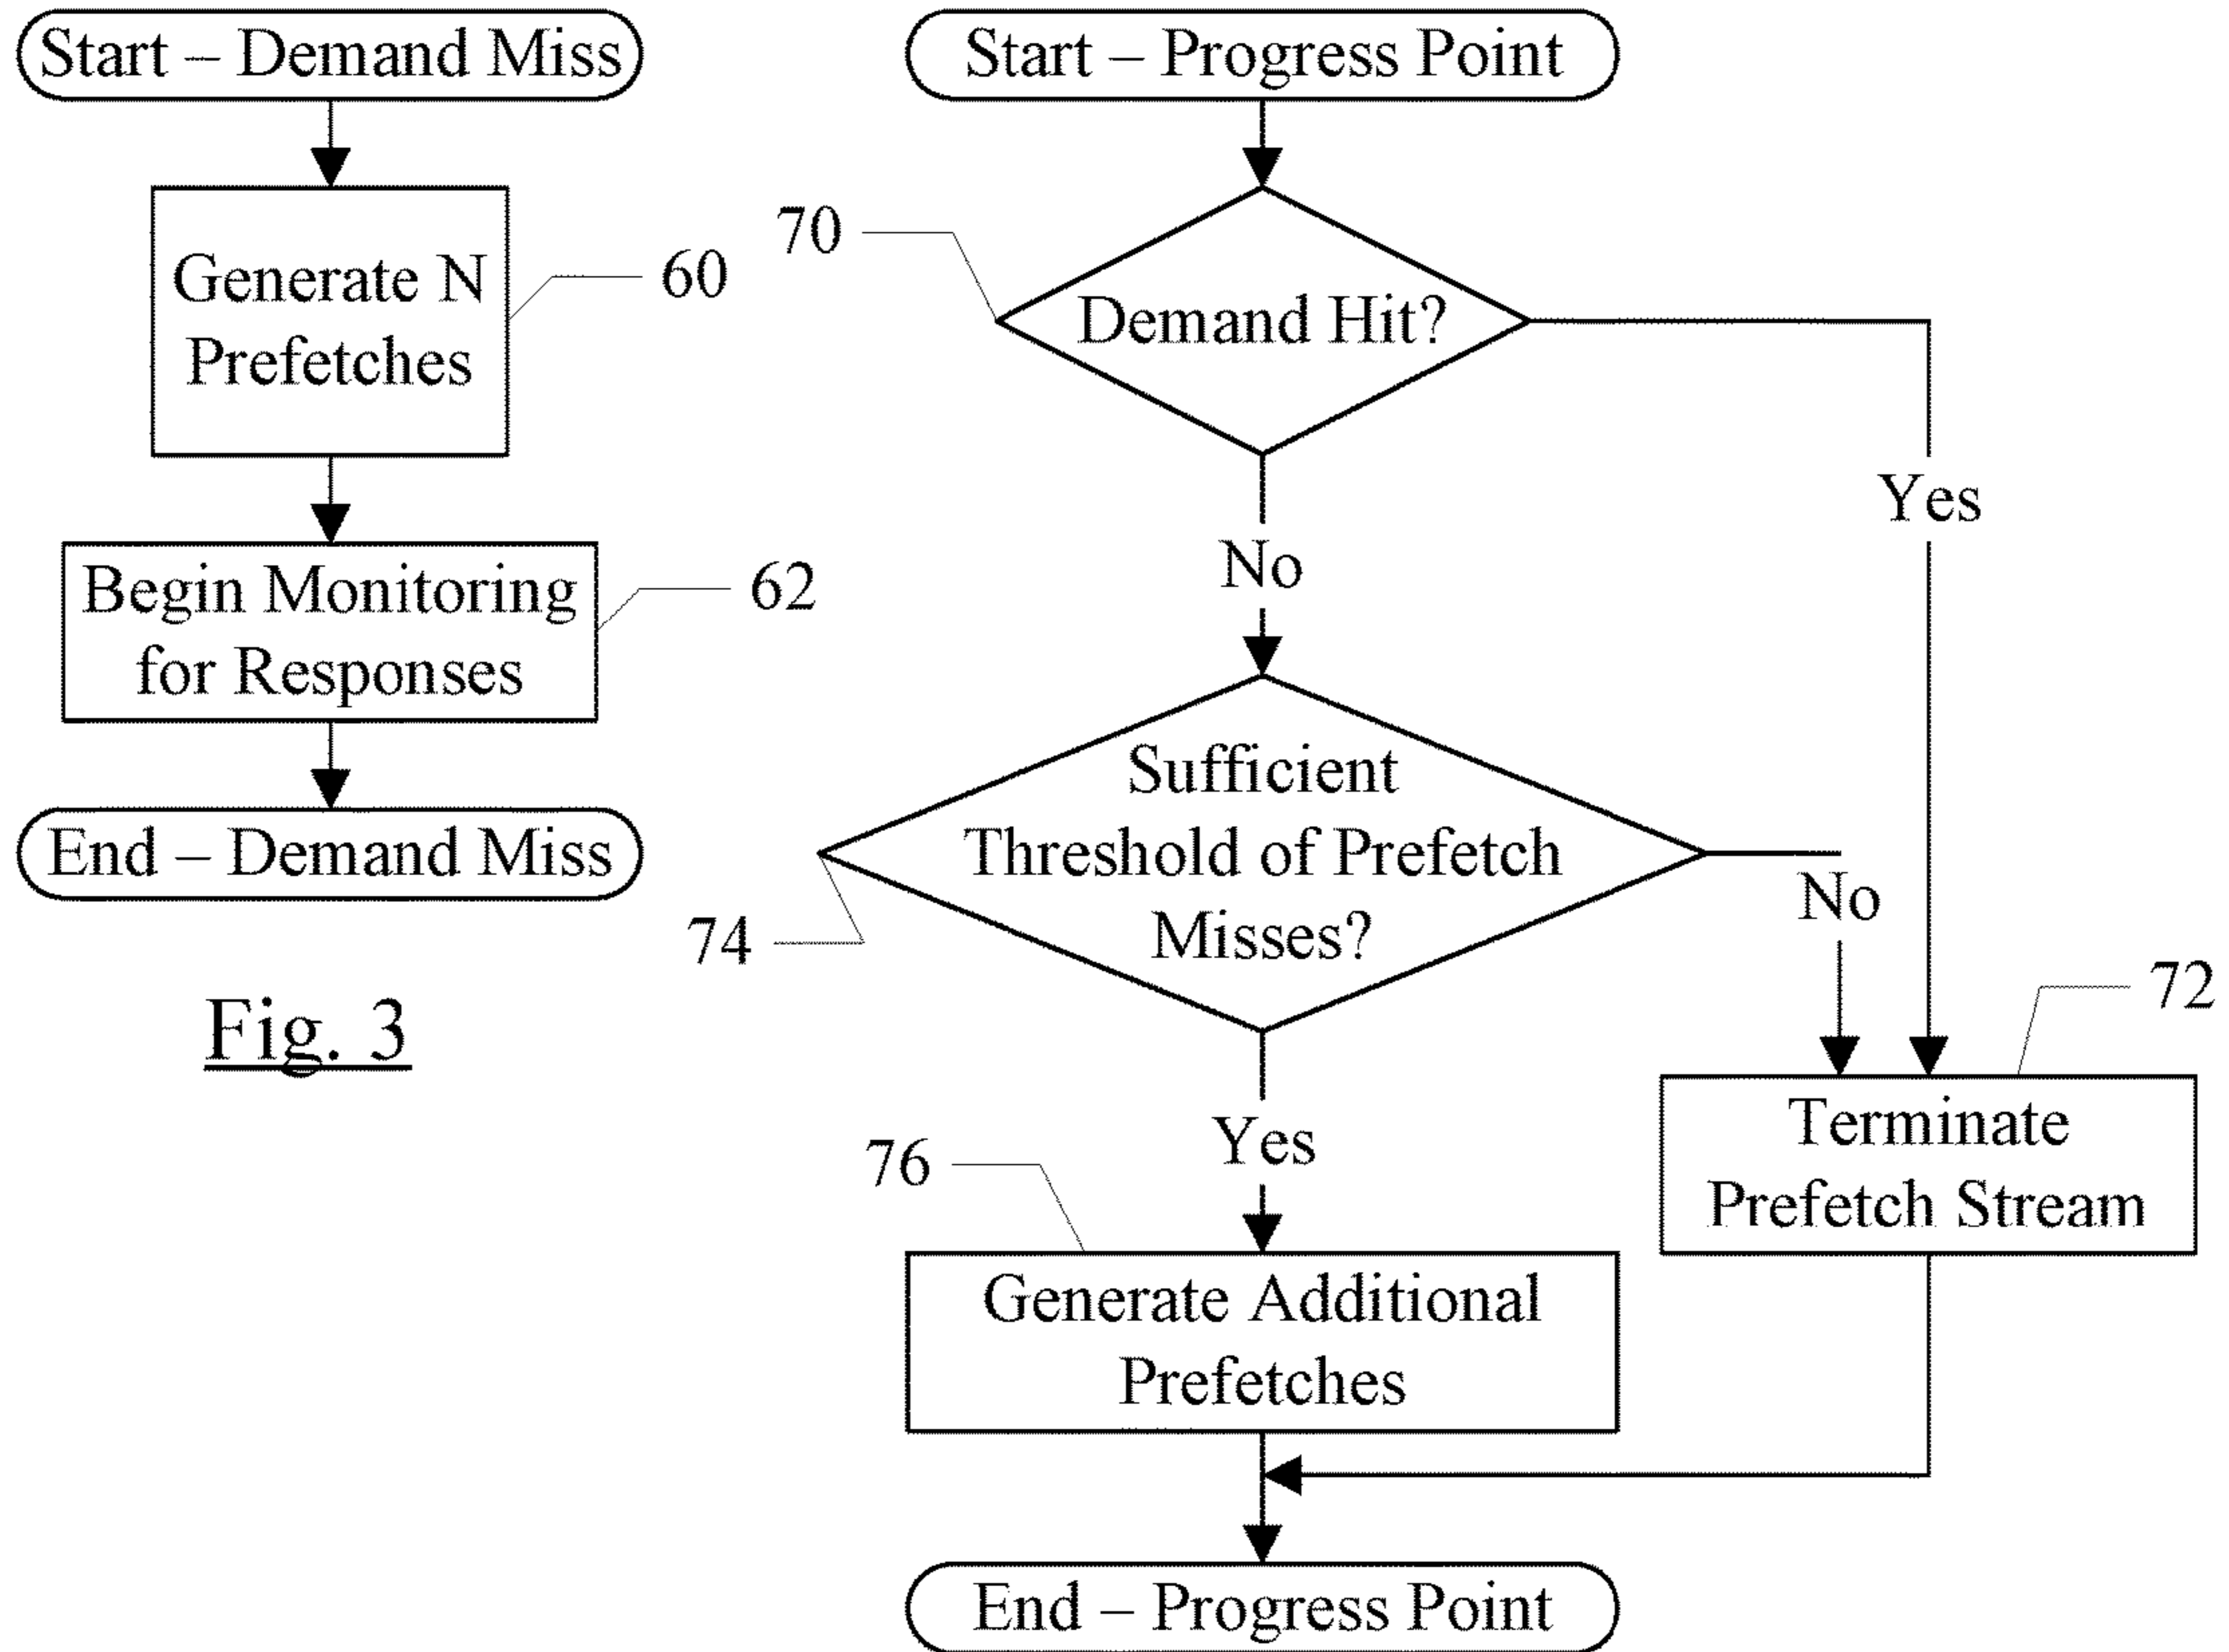 Start – Demand Miss
Generate N
Prefetches
60
Begin Monitoring
for Responses
62
End – Demand Miss
Fig. 3
Start – Progress Point
70
Demand Hit?
Yes
No
Sufficient
Threshold of Prefetch
Misses?
74
No
72
Terminate
Prefetch Stream
Yes
76
Generate Additional
Prefetches
End – Progress Point